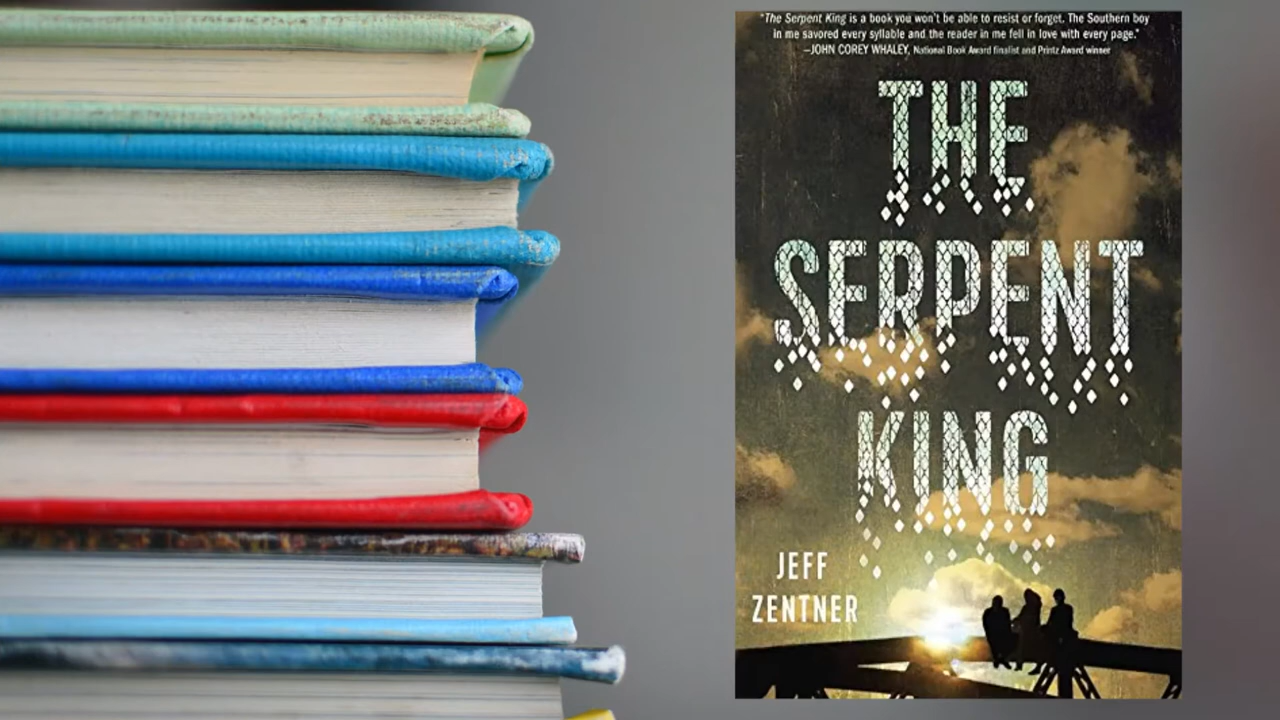 "The Serpent King is a book you won't be able to resist or forget. The Southern boy
in me savored every syllable and the reader in me fell in love with every page."
—JOHN COREY WHALEY, National Book Award finalist and Printz Award winner
THE
SERPENT
KING
JEFF
ZENTNER